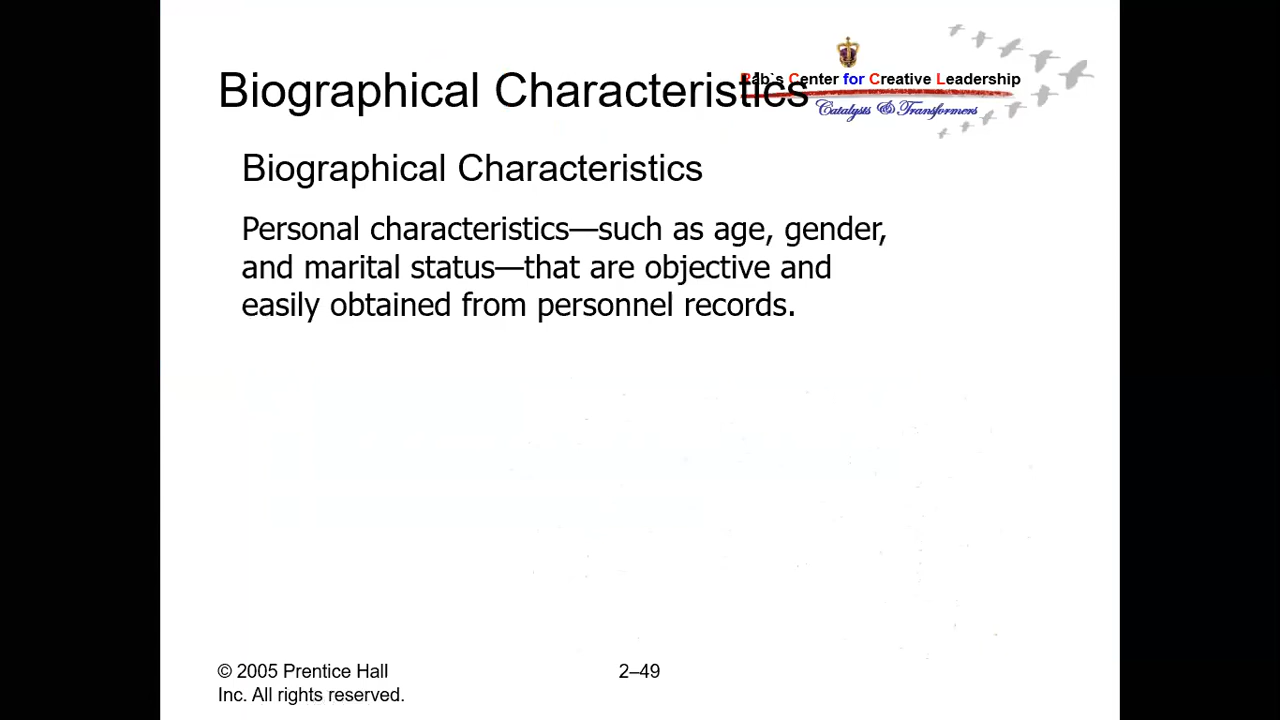 Biographical Characteristics
Rab`s Center for Creative Leadership
Catalysts & Transformers
Biographical Characteristics
Personal characteristics—such as age, gender,
and marital status—that are objective and
easily obtained from personnel records.
© 2005 Prentice Hall
Inc. All rights reserved.
2–49